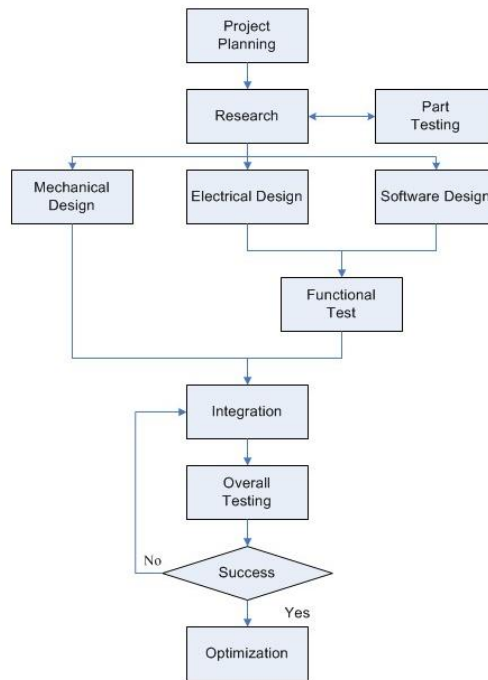 Project
Planning
Research
Part
Testing
Mechanical
Design
Electrical Design
Software Design
Functional
Test
Integration
Overall
Testing
No
Success
Yes
Optimization